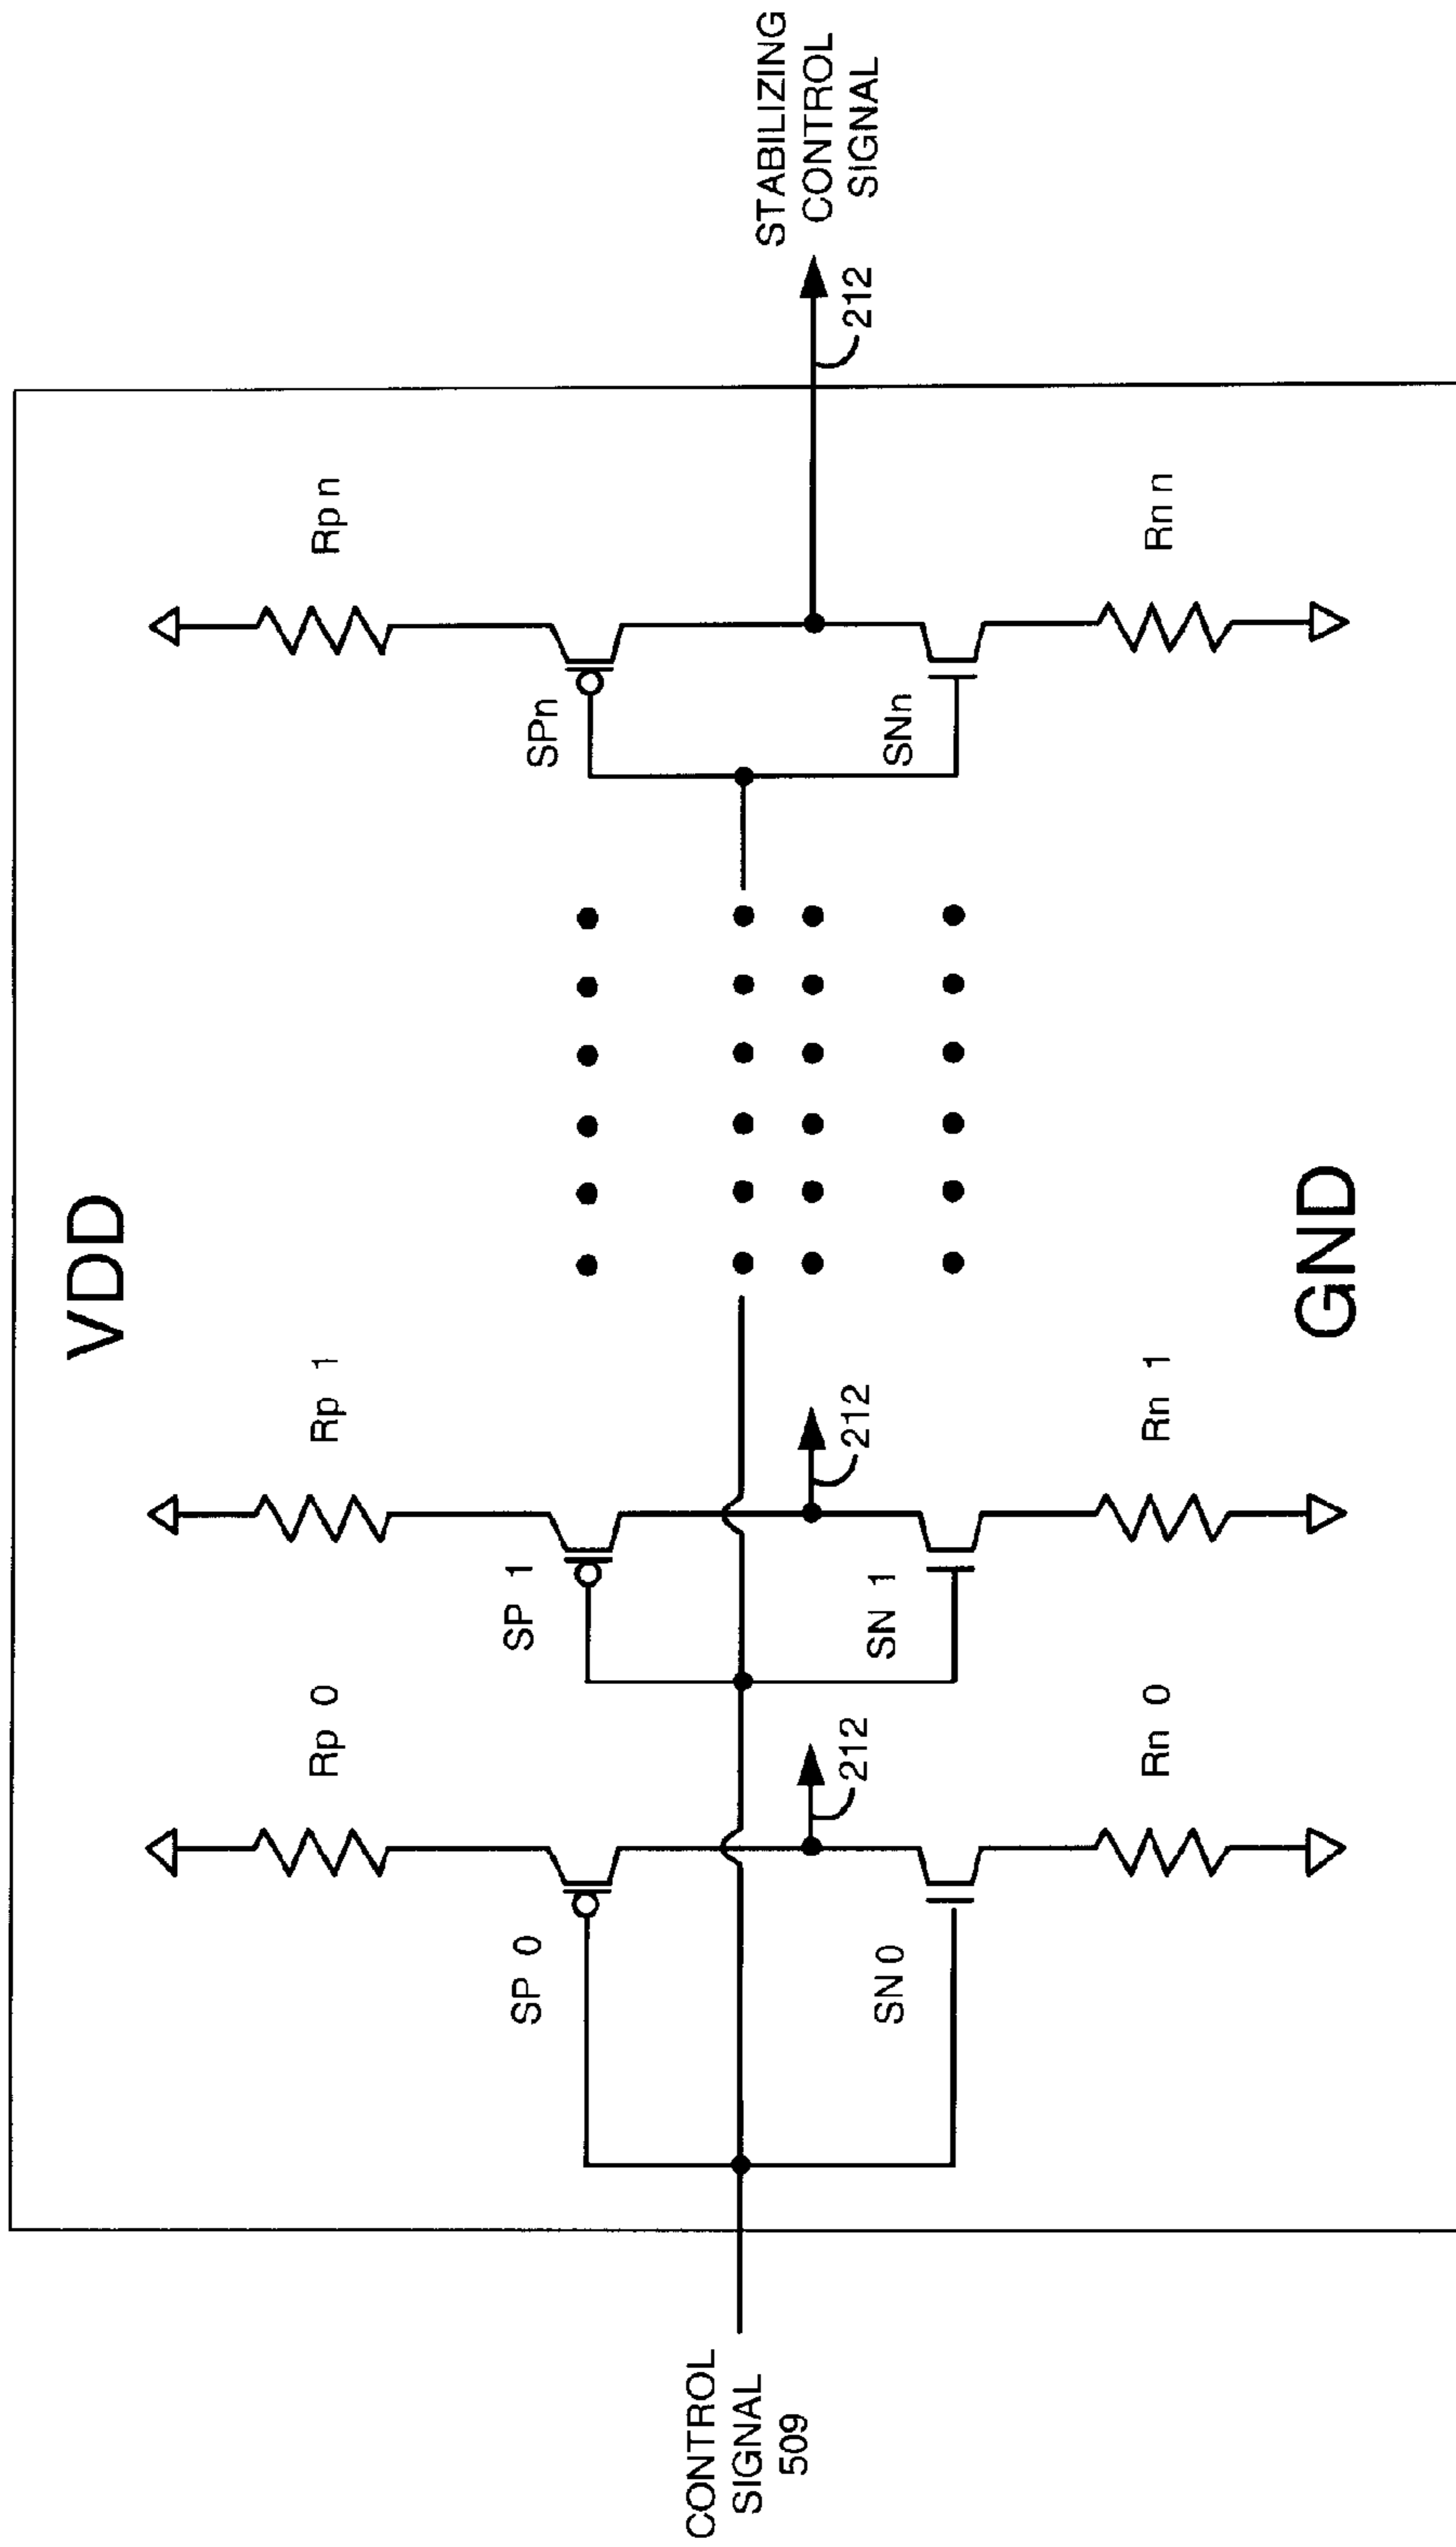 VDD
Rp 0
Rp 1
Rp n
SP 0
SP 1
SPn
CONTROL
SIGNAL
509
212
212
212
STABILIZING
CONTROL
SIGNAL
SN 0
SN 1
SNn
Rn 0
Rn 1
Rn n
GND